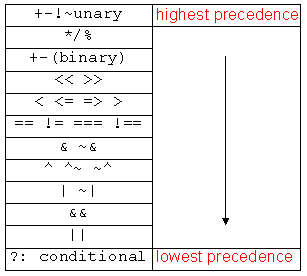 +-!~unary highest precedence
*/%
+-(binary)
<< >>
< <= => >
== != === !==
& ~&
^ ^~ ~^
| ~|
&&
||
?: conditional lowest precedence